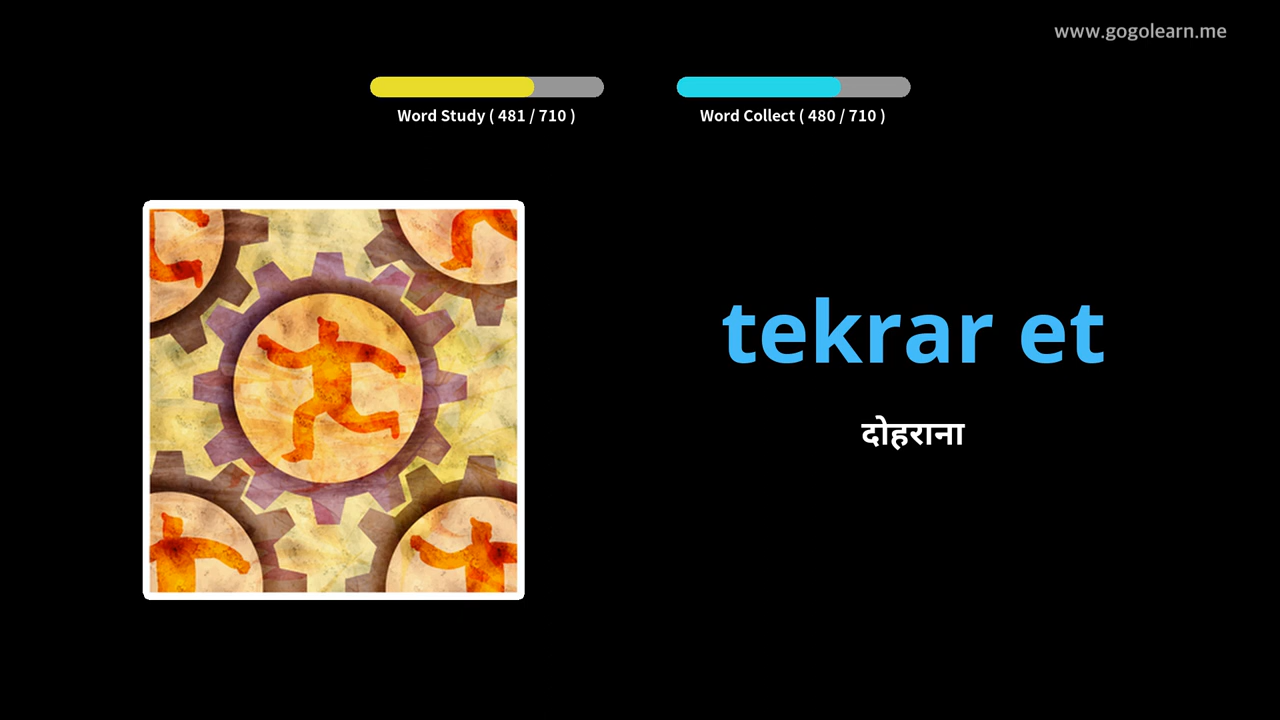 www.gogolearn.me
Word Study ( 481 / 710 )
Word Collect ( 480 / 710 )
tekrar et
दोहराना